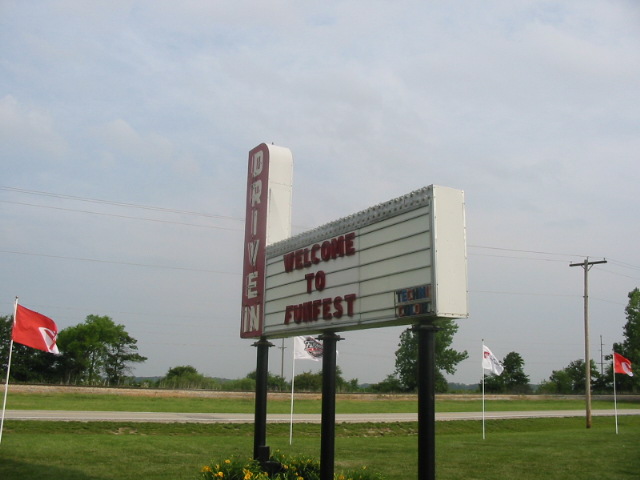 DRIVE IN
WELCOME
TO
FUNFEST